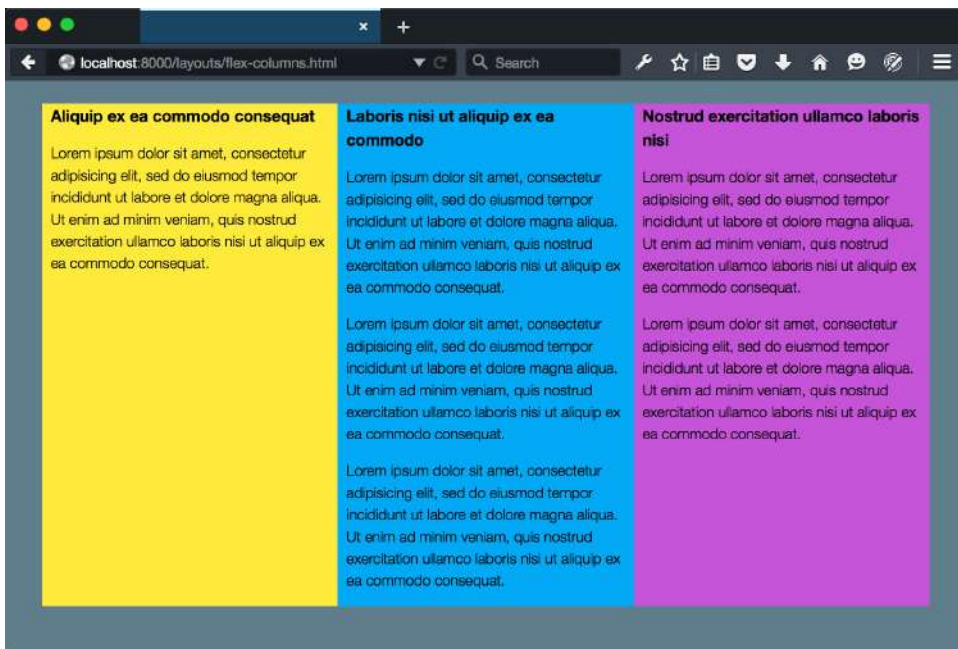 localhost:8000/layouts/flex-columns.html
Search
Aliquip ex ea commodo consequat
Lorem ipsum dolor sit amet, consectetur
adipisicing elit, sed do eiusmod tempor
incididunt ut labore et dolore magna aliqua.
Ut enim ad minim veniam, quis nostrud
exercitation ullamco laboris nisi ut aliquip ex
ea commodo consequat.
Laboris nisi ut aliquip ex ea
commodo
Lorem ipsum dolor sit amet, consectetur
adipisicing elit, sed do eiusmod tempor
incididunt ut labore et dolore magna aliqua.
Ut enim ad minim veniam, quis nostrud
exercitation ullamco laboris nisi ut aliquip ex
ea commodo consequat.
Lorem ipsum dolor sit amet, consectetur
adipisicing elit, sed do eiusmod tempor
incididunt ut labore et dolore magna aliqua.
Ut enim ad minim veniam, quis nostrud
exercitation ullamco laboris nisi ut aliquip ex
ea commodo consequat.
Lorem ipsum dolor sit amet, consectetur
adipisicing elit, sed do eiusmod tempor
incididunt ut labore et dolore magna aliqua.
Ut enim ad minim veniam, quis nostrud
exercitation ullamco laboris nisi ut aliquip ex
ea commodo consequat.
Nostrud exercitation ullamco laboris
nisi
Lorem ipsum dolor sit amet, consectetur
adipisicing elit, sed do eiusmod tempor
incididunt ut labore et dolore magna aliqua.
Ut enim ad minim veniam, quis nostrud
exercitation ullamco laboris nisi ut aliquip ex
ea commodo consequat.
Lorem ipsum dolor sit amet, consectetur
adipisicing elit, sed do eiusmod tempor
incididunt ut labore et dolore magna aliqua.
Ut enim ad minim veniam, quis nostrud
exercitation ullamco laboris nisi ut aliquip ex
ea commodo consequat.